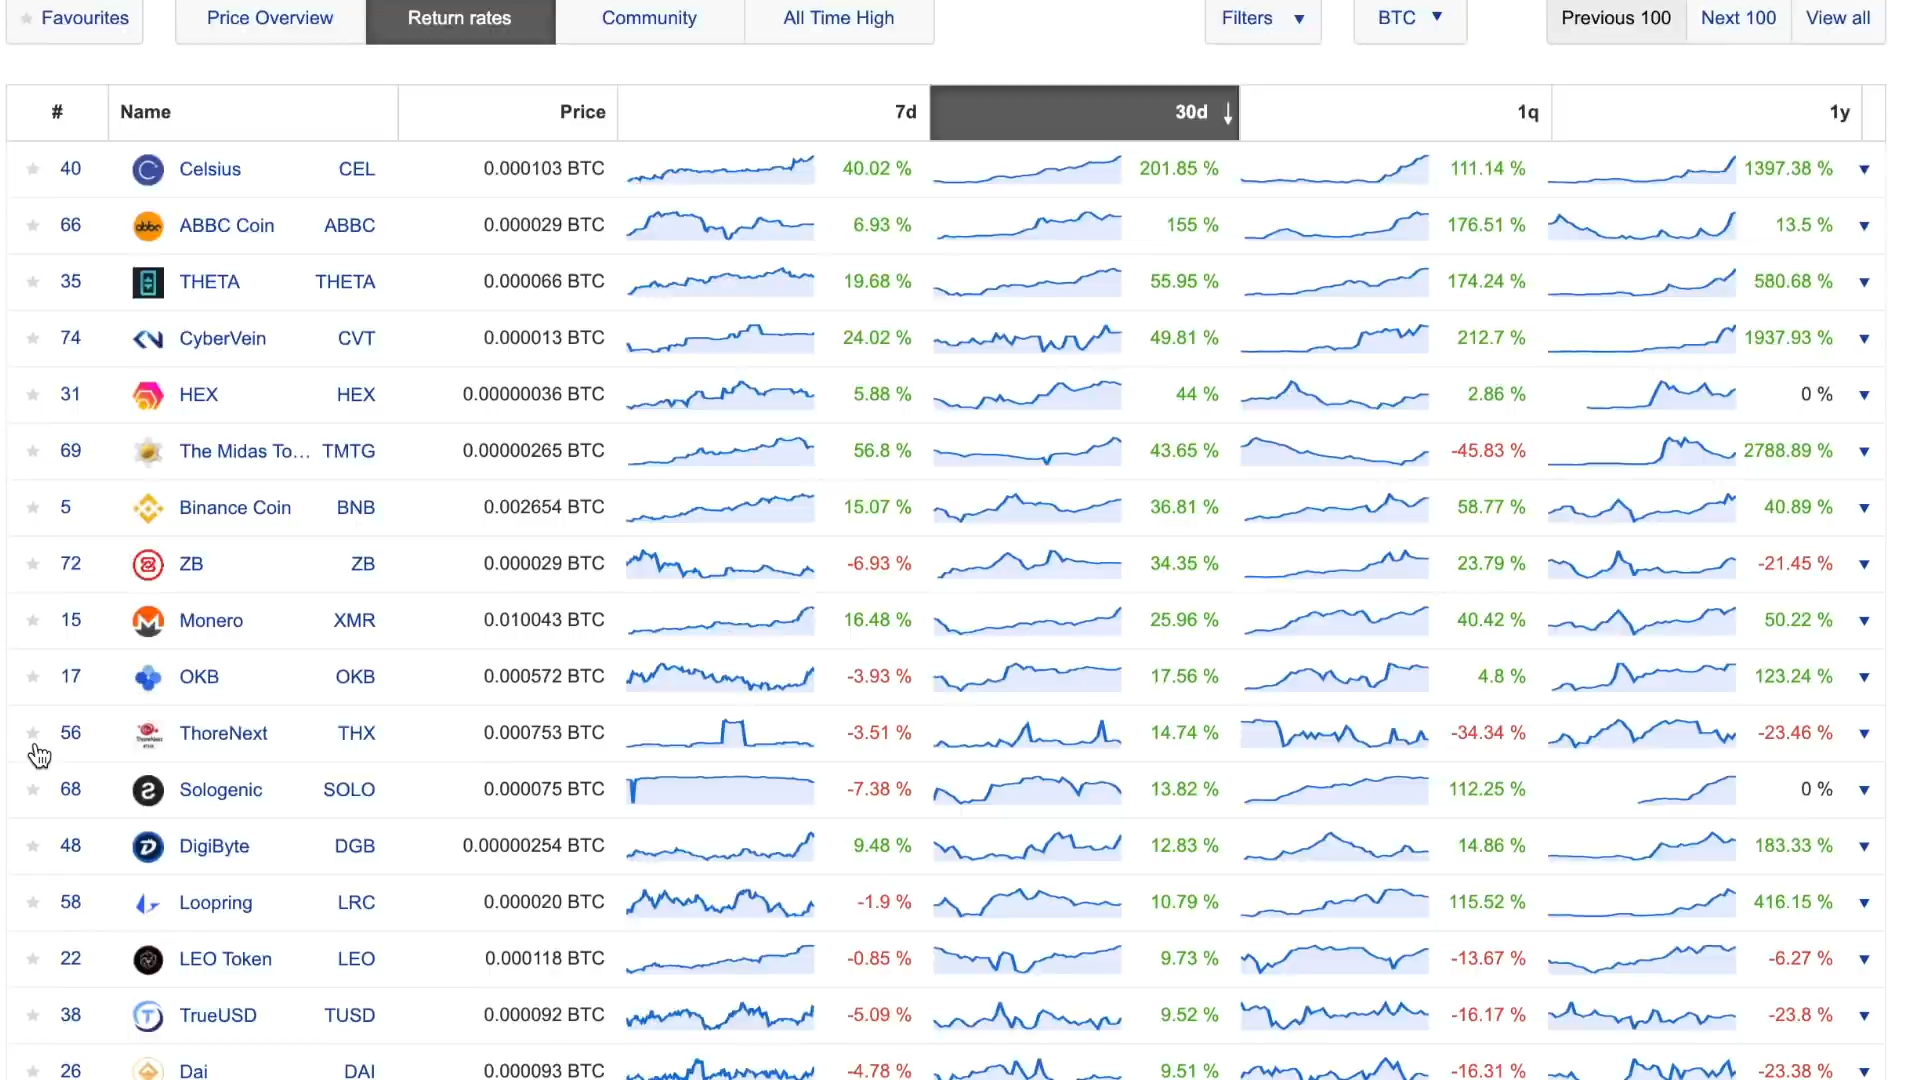 Favourites Price Overview Return rates Community All Time High Filters ▼ BTC ▼ Previous 100 Next 100 View all
# Name Price 7d 30d ↓ 1q 1y
40 Celsius CEL 0.000103 BTC 40.02 % 201.85 % 111.14 % 1397.38 % ▼
66 abbc ABBC Coin ABBC 0.000029 BTC 6.93 % 155 % 176.51 % 13.5 % ▼
35 THETA THETA 0.000066 BTC 19.68 % 55.95 % 174.24 % 580.68 % ▼
74 CyberVein CVT 0.000013 BTC 24.02 % 49.81 % 212.7 % 1937.93 % ▼
31 HEX HEX 0.00000036 BTC 5.88 % 44 % 2.86 % 0 % ▼
69 The Midas To... TMTG 0.00000265 BTC 56.8 % 43.65 % -45.83 % 2788.89 % ▼
5 Binance Coin BNB 0.002654 BTC 15.07 % 36.81 % 58.77 % 40.89 % ▼
72 ZB ZB 0.000029 BTC -6.93 % 34.35 % 23.79 % -21.45 % ▼
15 Monero XMR 0.010043 BTC 16.48 % 25.96 % 40.42 % 50.22 % ▼
17 OKB OKB 0.000572 BTC -3.93 % 17.56 % 4.8 % 123.24 % ▼
56 ThoreNext THX 0.000753 BTC -3.51 % 14.74 % -34.34 % -23.46 % ▼
68 Sologenic SOLO 0.000075 BTC -7.38 % 13.82 % 112.25 % 0 % ▼
48 DigiByte DGB 0.00000254 BTC 9.48 % 12.83 % 14.86 % 183.33 % ▼
58 Loopring LRC 0.000020 BTC -1.9 % 10.79 % 115.52 % 416.15 % ▼
22 LEO Token LEO 0.000118 BTC -0.85 % 9.73 % -13.67 % -6.27 % ▼
38 TrueUSD TUSD 0.000092 BTC -5.09 % 9.52 % -16.17 % -23.8 % ▼
26 Dai DAI 0.000093 BTC -4.78 % 9.51 % -16.31 % -23.38 % ▼